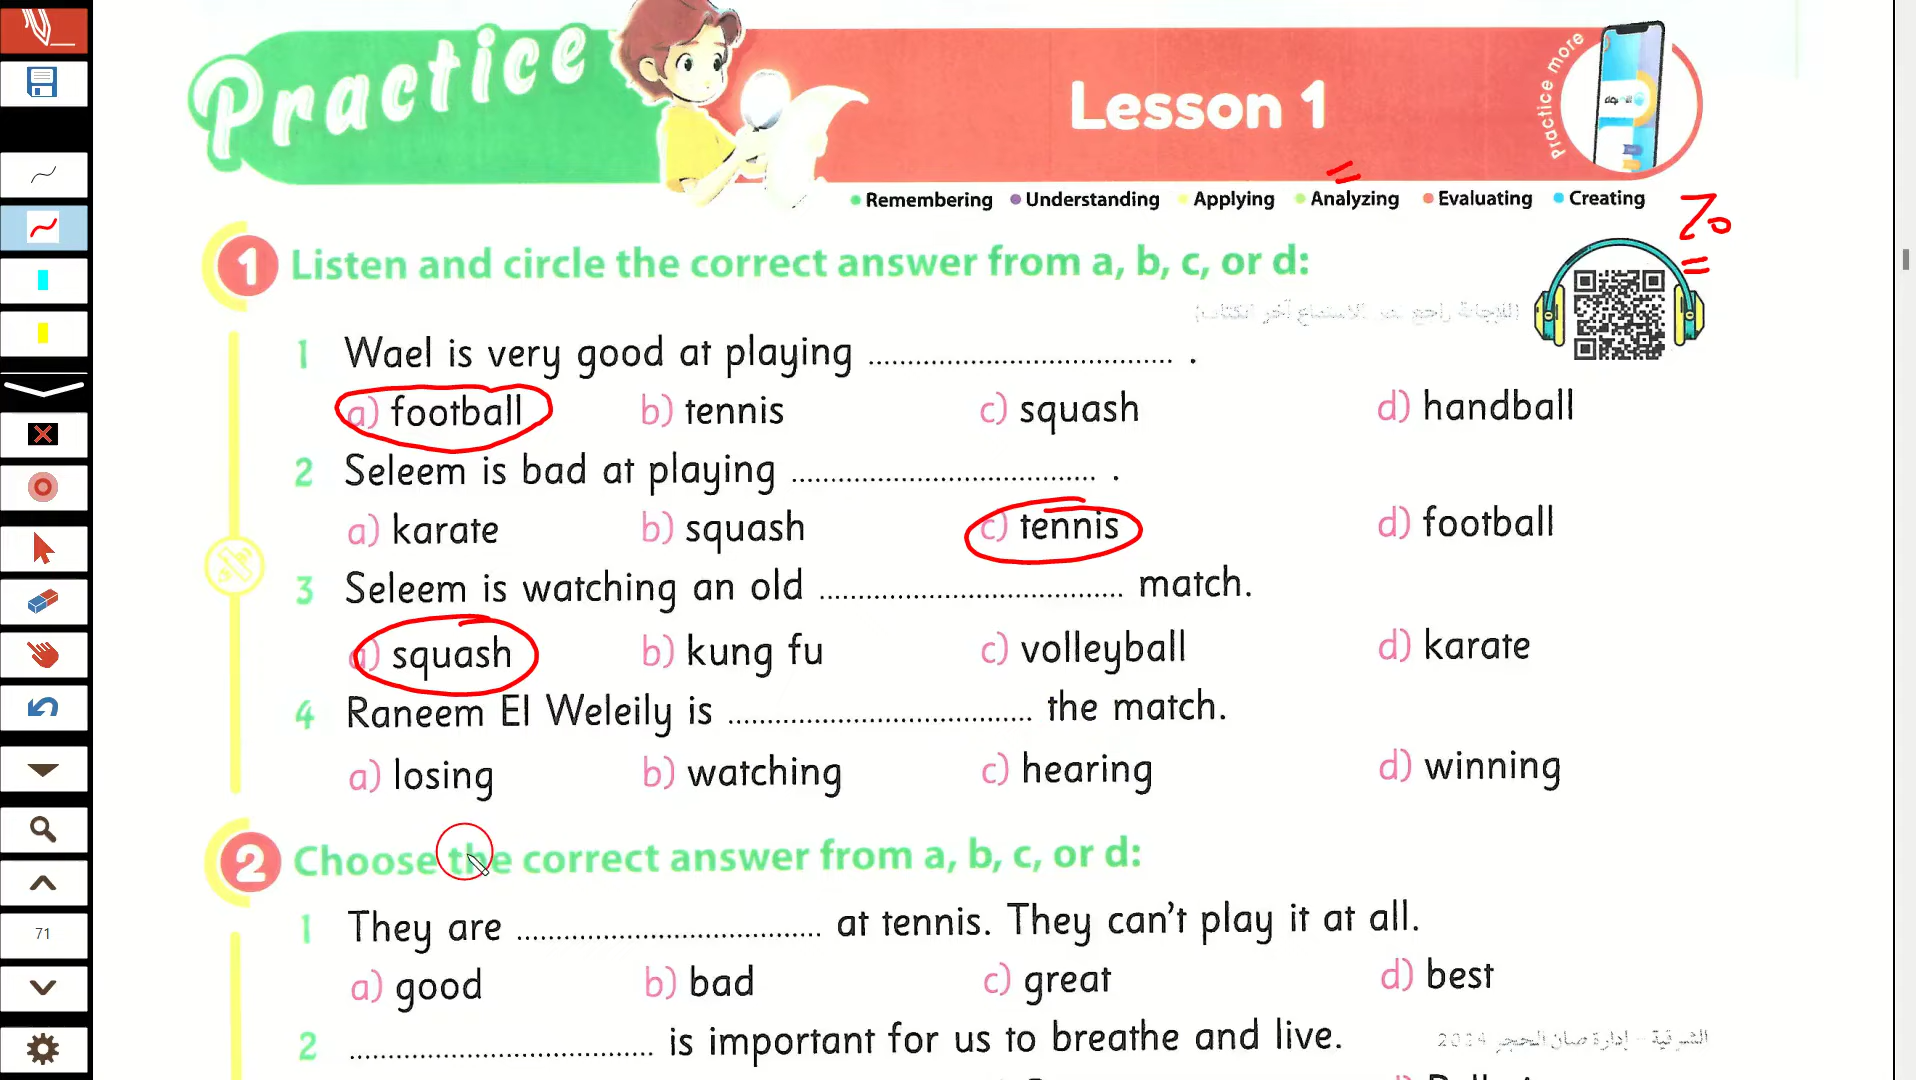 Practice
Lesson 1
Practice more
Remembering Understanding Applying Analyzing Evaluating Creating
1 Listen and circle the correct answer from a, b, c, or d:
1 Wael is very good at playing .................................... .
a) football b) tennis c) squash d) handball
2 Seleem is bad at playing .................................... .
a) karate b) squash c) tennis d) football
3 Seleem is watching an old .................................... match.
a) squash b) kung fu c) volleyball d) karate
4 Raneem El Weleily is .................................... the match.
a) losing b) watching c) hearing d) winning
2 Choose the correct answer from a, b, c, or d:
1 They are .................................... at tennis. They can't play it at all.
a) good b) bad c) great d) best
2 .................................... is important for us to breathe and live.
الشرقية - إدارة صان الحجر 2024
71